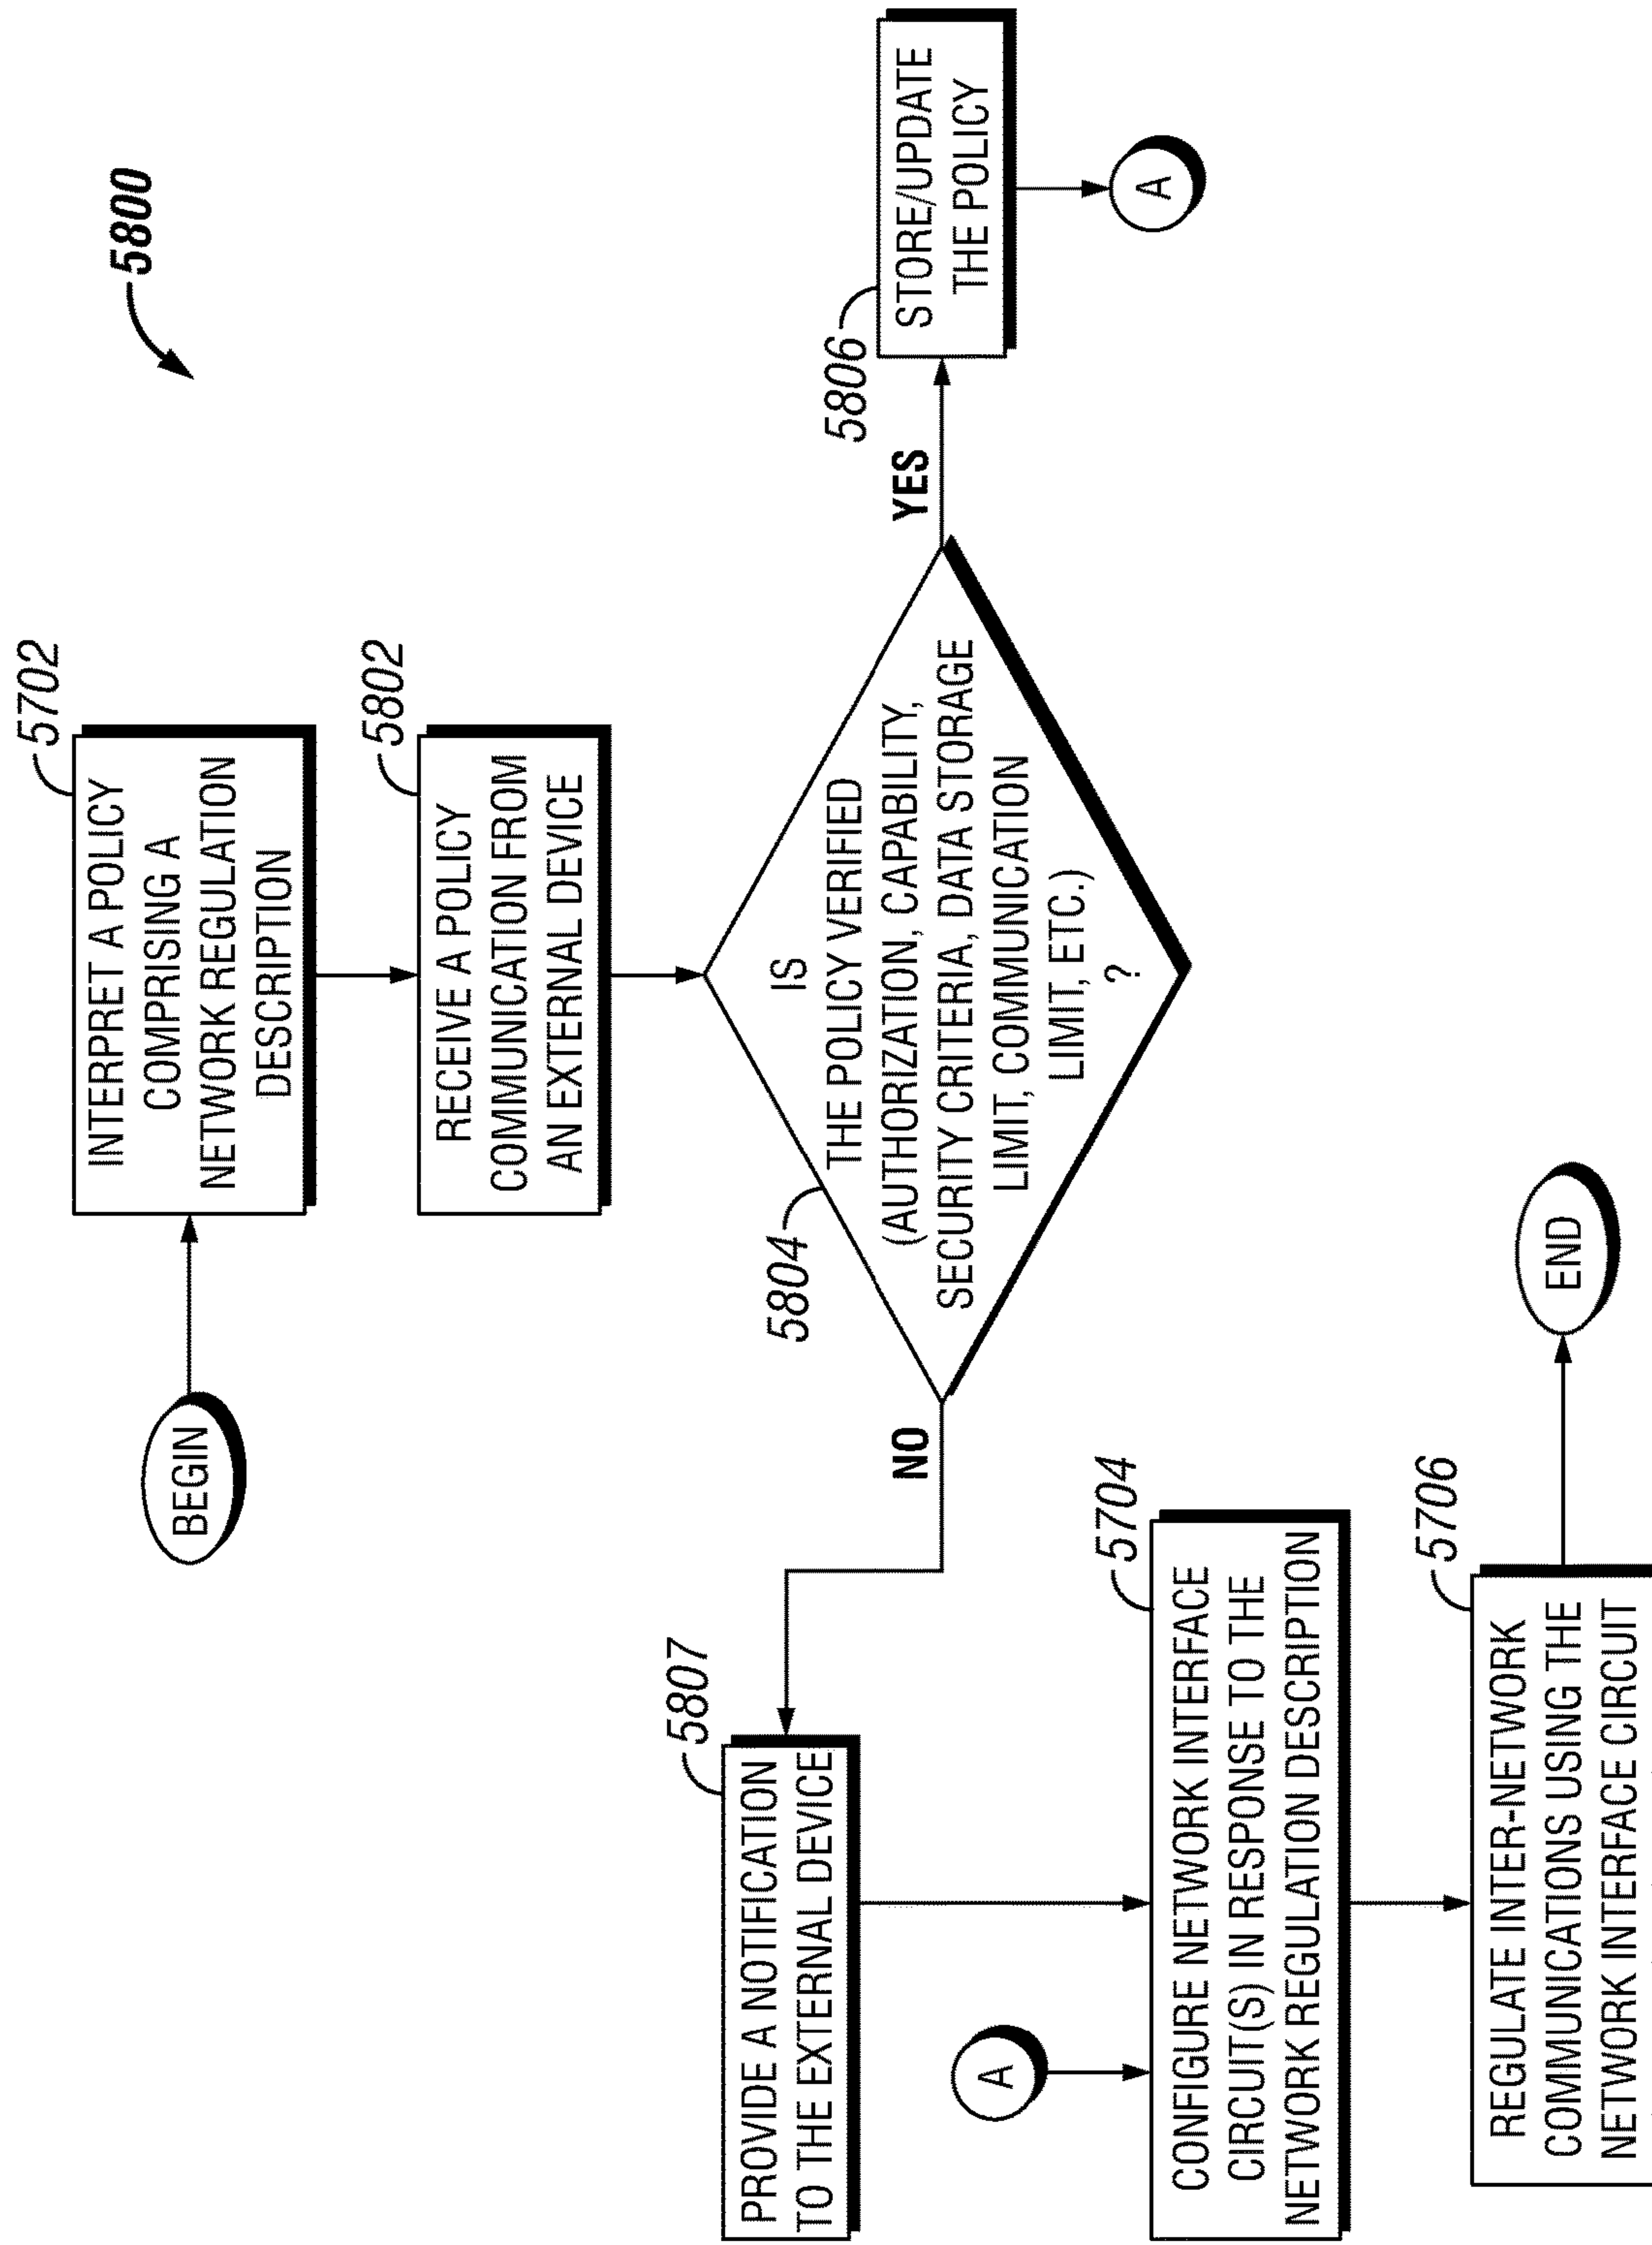 5800
BEGIN
5702
INTERPRET A POLICY
COMPRISING A
NETWORK REGULATION
DESCRIPTION
5802
RECEIVE A POLICY
COMMUNICATION FROM
AN EXTERNAL DEVICE
5804
IS
THE POLICY VERIFIED
(AUTHORIZATION, CAPABILITY,
SECURITY CRITERIA, DATA STORAGE
LIMIT, COMMUNICATION
LIMIT, ETC.)
?
YES
5806
STORE/UPDATE
THE POLICY
A
NO
5807
PROVIDE A NOTIFICATION
TO THE EXTERNAL DEVICE
A
5704
CONFIGURE NETWORK INTERFACE
CIRCUIT(S) IN RESPONSE TO THE
NETWORK REGULATION DESCRIPTION
5706
REGULATE INTER-NETWORK
COMMUNICATIONS USING THE
NETWORK INTERFACE CIRCUIT
END